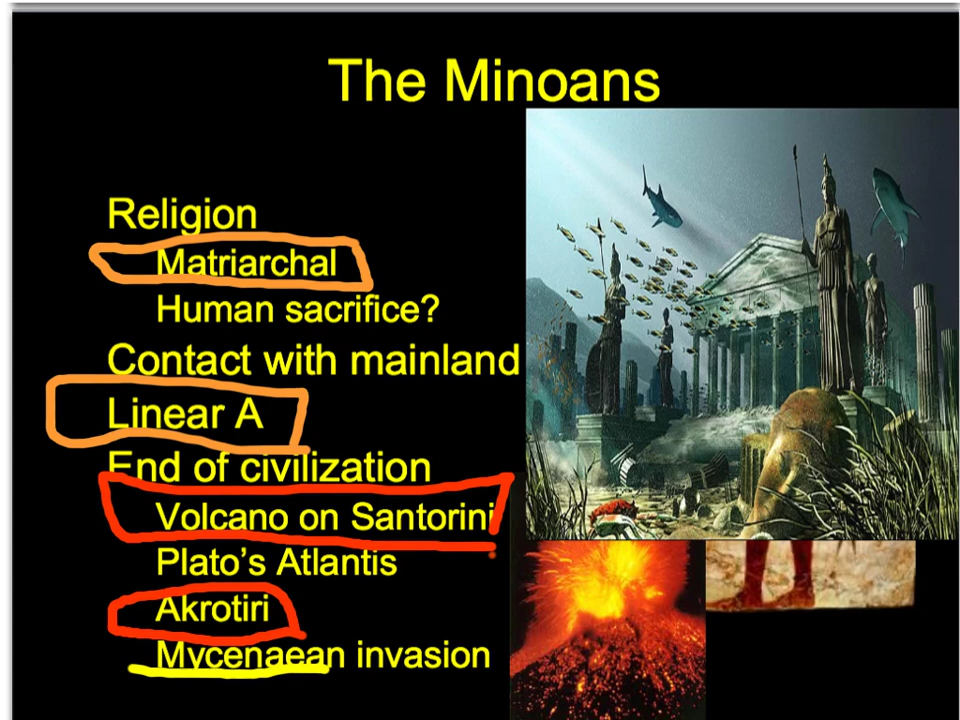 The Minoans
Religion
Matriarchal
Human sacrifice?
Contact with mainland
Linear A
End of civilization
Volcano on Santorini
Plato’s Atlantis
Akrotiri
Mycenaean invasion